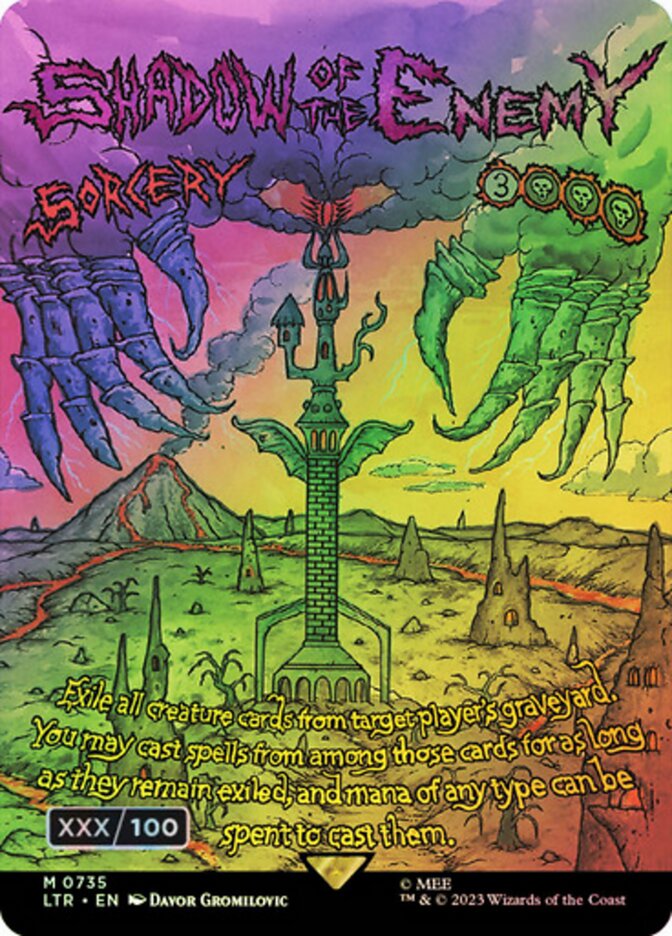 SHADOW OF THE ENEMY
SORCERY
3
Exile all creature cards from target player's graveyard.
You may cast spells from among those cards for as long
as they remain exiled, and mana of any type can be
spent to cast them.
XXX/100
M 0735
LTR • EN DAVOR GROMILOVIC
© MEE
™ & © 2023 Wizards of the Coast